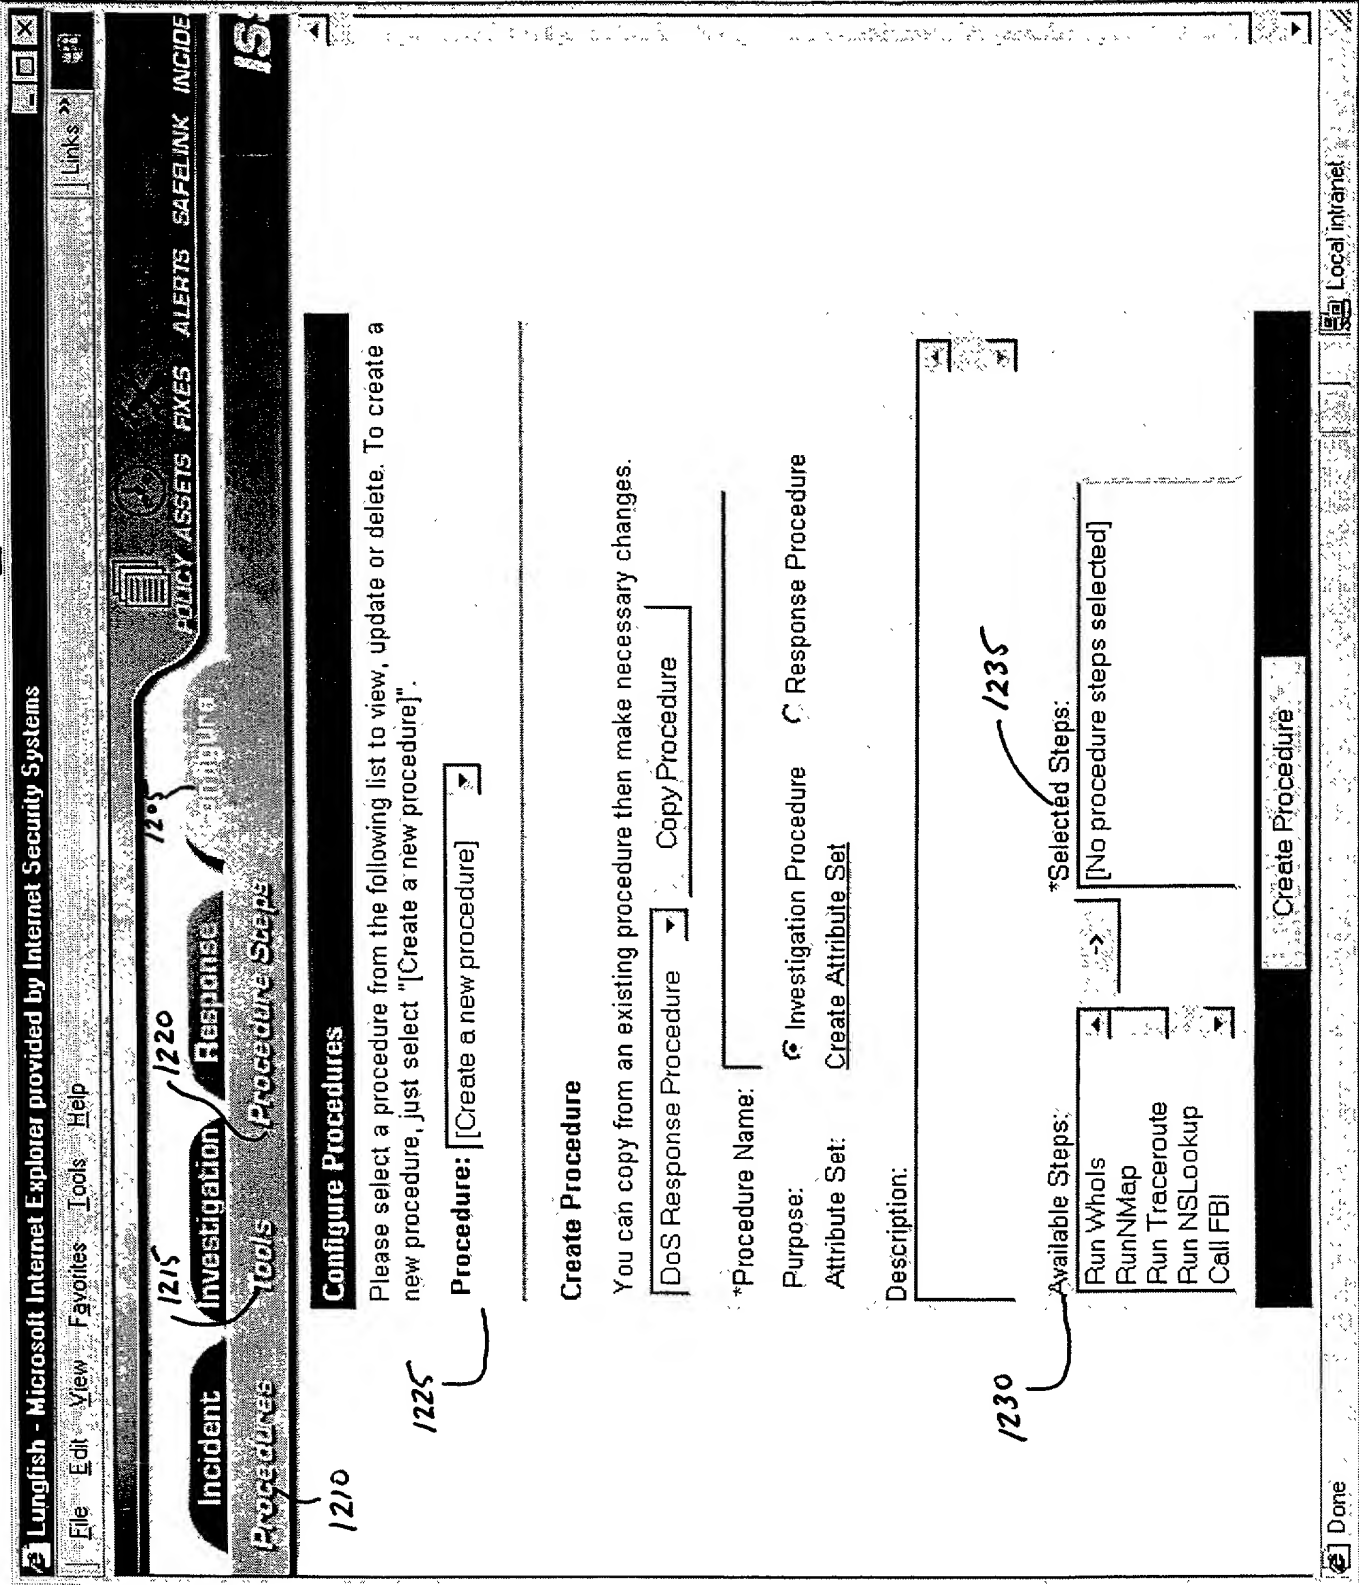 Lungfish - Microsoft Internet Explorer provided by Internet Security Systems
File Edit View Favorites Tools Help
Links »
POLICY ASSETS FIXES ALERTS SAFELINK INCIDE
1215
1220
1205
Incident Investigation Response Configure
Procedures Tools Procedure Steps
ISS
1210
Configure Procedures
Please select a procedure from the following list to view, update or delete. To create a
new procedure, just select "[Create a new procedure]".
1225
Procedure: [Create a new procedure]
Create Procedure
You can copy from an existing procedure then make necessary changes.
DoS Response Procedure Copy Procedure
*Procedure Name:
Purpose: Investigation Procedure Response Procedure
Attribute Set: Create Attribute Set
Description:
1230
1235
Available Steps: *Selected Steps:
Run WhoIs
RunNMap
Run Traceroute
Run NSLookup
Call FBI
-->
[No procedure steps selected]
Create Procedure
Done Local intranet